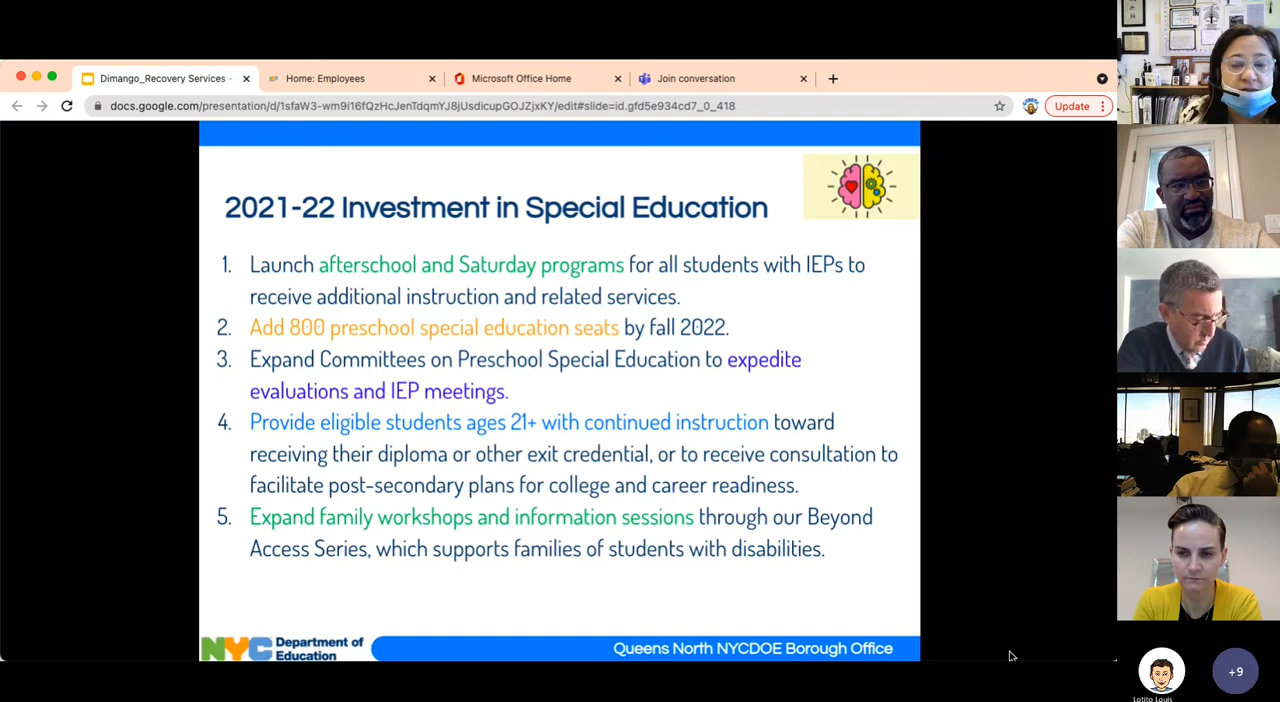 Dimango_Recovery Services -
Home: Employees
Microsoft Office Home
Join conversation
docs.google.com/presentation/d/1sfaW3-wm9i16fQzHcJenTdqmYJ8jUsdicupGOJZjxKY/edit#slide=id.gfd5e934cd7_0_418
Update
2021-22 Investment in Special Education
1. Launch afterschool and Saturday programs for all students with IEPs to
receive additional instruction and related services.
2. Add 800 preschool special education seats by fall 2022.
3. Expand Committees on Preschool Special Education to expedite
evaluations and IEP meetings.
4. Provide eligible students ages 21+ with continued instruction toward
receiving their diploma or other exit credential, or to receive consultation to
facilitate post-secondary plans for college and career readiness.
5. Expand family workshops and information sessions through our Beyond
Access Series, which supports families of students with disabilities.
NYC Department of
Education
Queens North NYCDOE Borough Office
+9
Lotito Louis